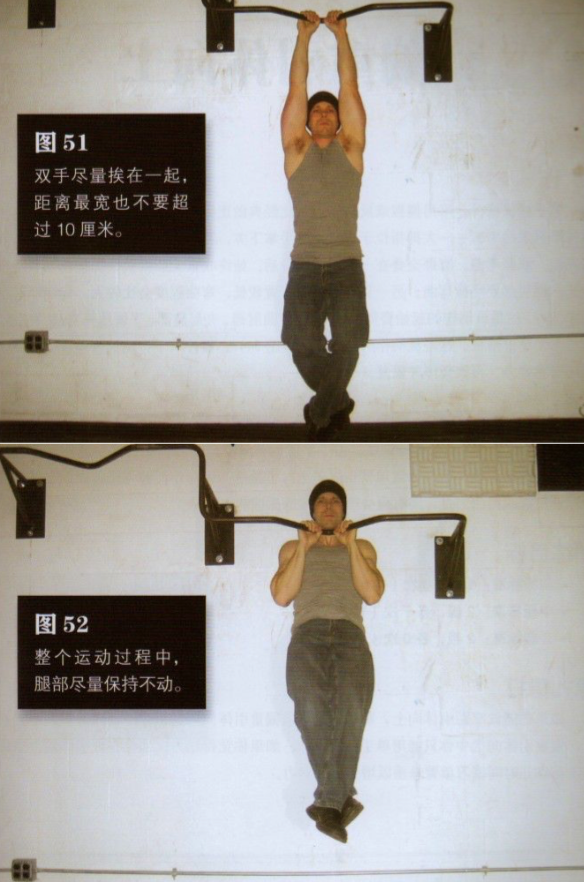 图 51
双手尽量挨在一起，
距离最宽也不要超
过 10 厘米。
图 52
整个运动过程中，
腿部尽量保持不动。